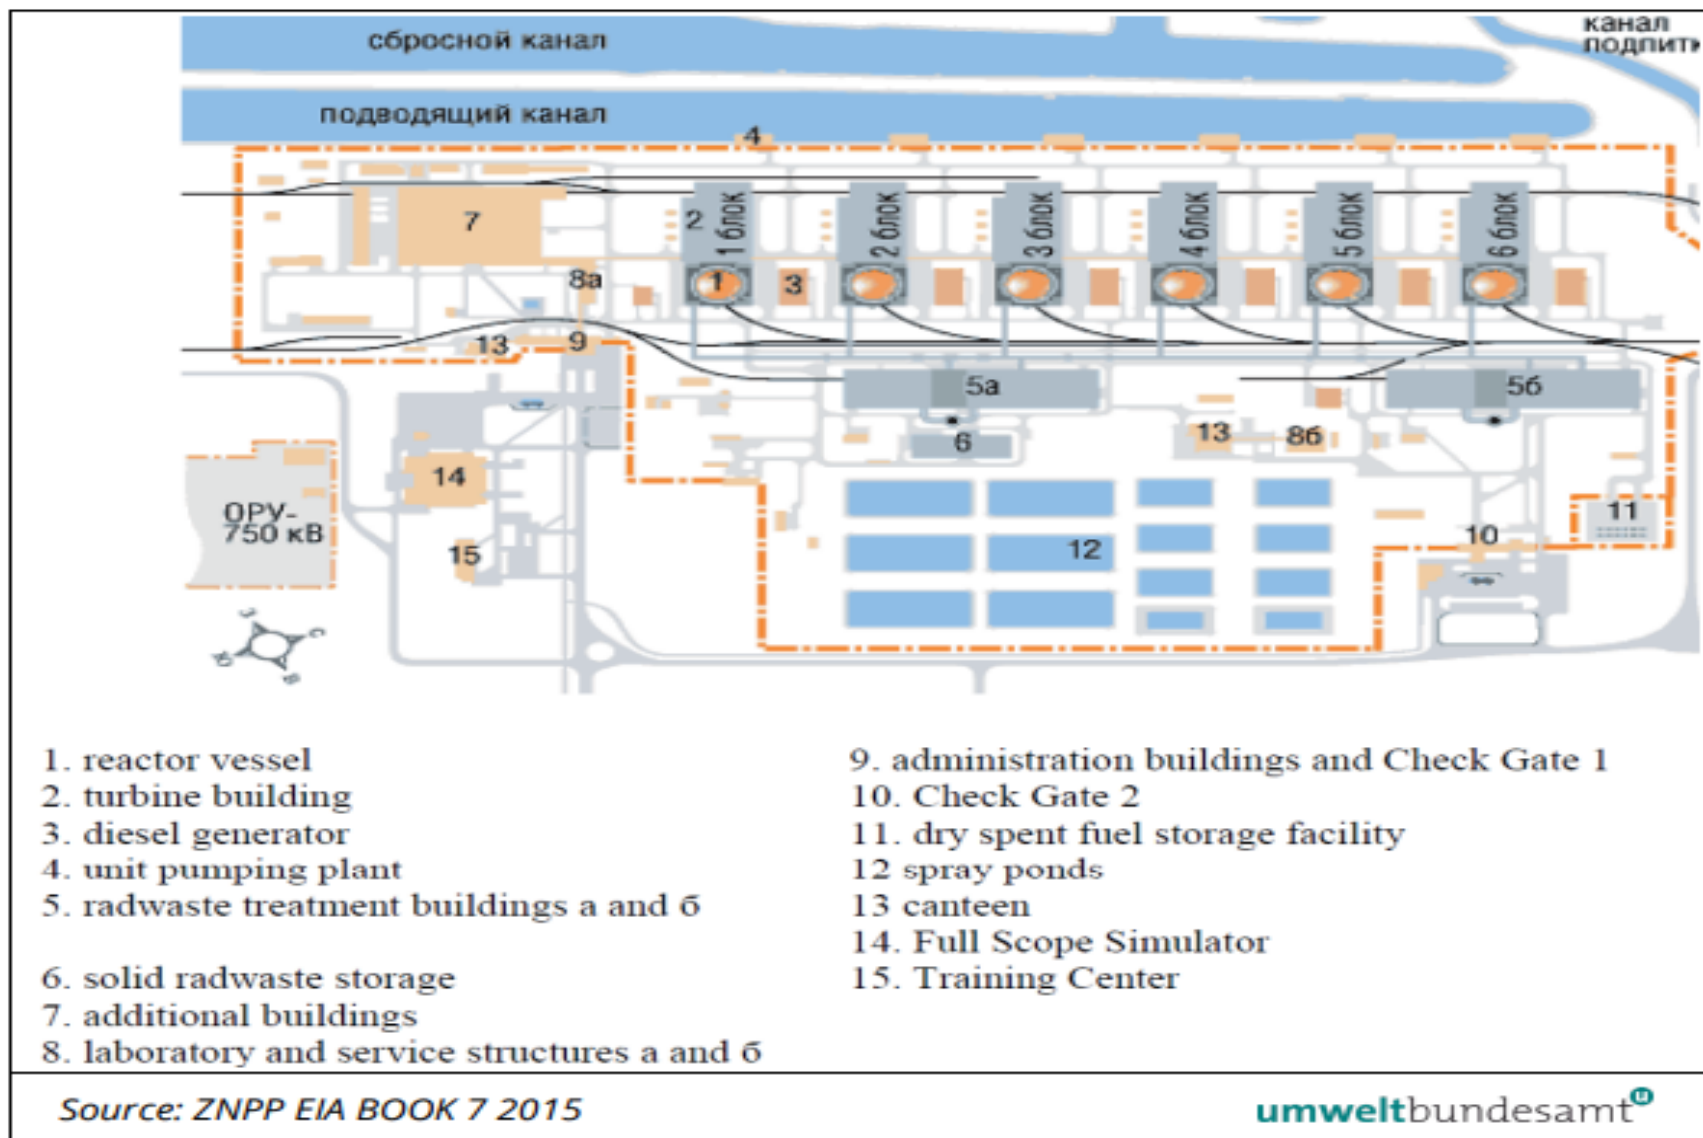 сбросной канал
канал
подпитк
подводящий канал
4
7
2
1 блок
2 блок
3 блок
4 блок
5 блок
6 блок
8а
1
3
13
9
5а
5б
6
13
8б
14
ОРУ-
750 кВ
15
12
10
11
З
С
Ю
В
1. reactor vessel
2. turbine building
3. diesel generator
4. unit pumping plant
5. radwaste treatment buildings а and б
6. solid radwaste storage
7. additional buildings
8. laboratory and service structures а and б
9. administration buildings and Check Gate 1
10. Check Gate 2
11. dry spent fuel storage facility
12 spray ponds
13 canteen
14. Full Scope Simulator
15. Training Center
Source: ZNPP EIA BOOK 7 2015
umweltbundesamt u